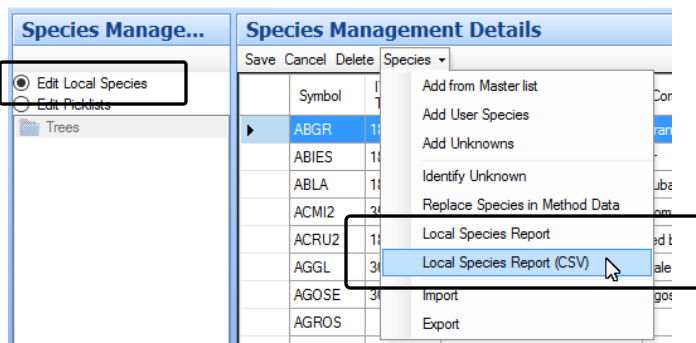 Species Manage...
Edit Local Species
Edit Picklists
Trees
Species Management Details
Save Cancel Delete Species
Symbol
ABGR
ABIES
ABLA
ACMI2
ACRU2
AGGL
AGOSE
AGROS
Add from Master list
Add User Species
Add Unknowns
Identify Unknown
Replace Species in Method Data
Local Species Report
Local Species Report (CSV)
Import
Export